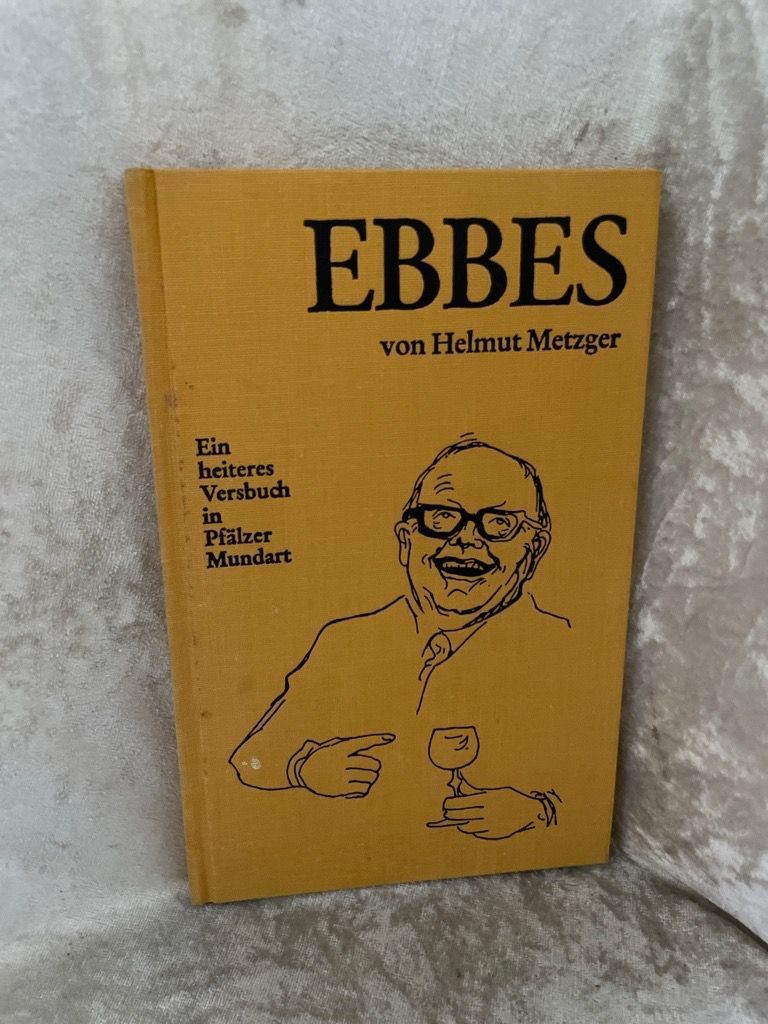 EBBES
von Helmut Metzger
Ein
heiteres
Versbuch
in
Pfälzer
Mundart